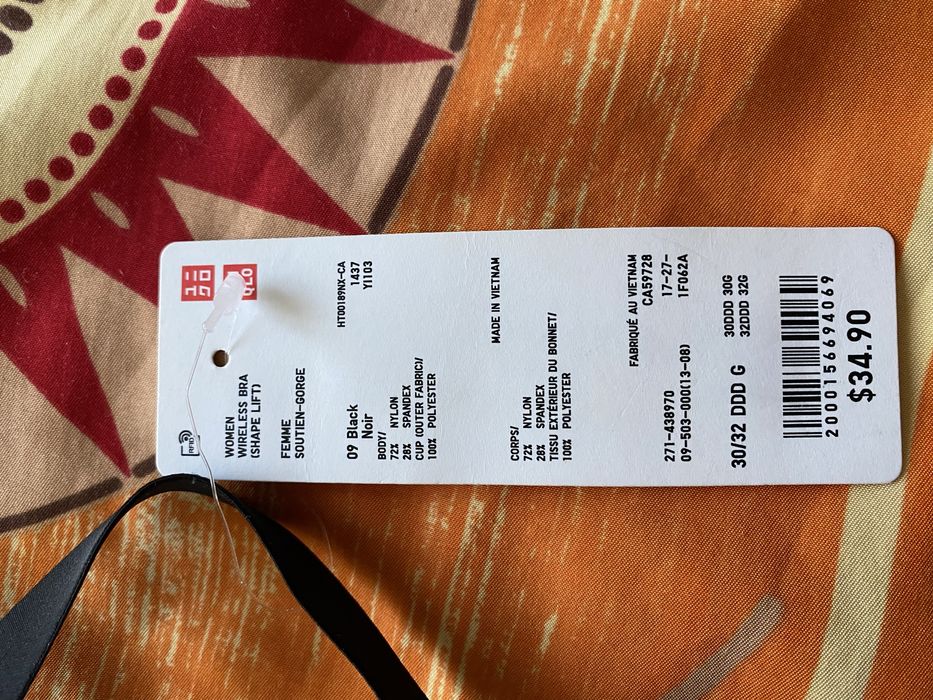 RFID
ユニ
クロ
UNI
QLO
WOMEN
WIRELESS BRA
(SHAPE LIFT)
FEMME
SOUTIEN-GORGE
HT00189NX-CA
1437
Y1103
09 Black
Noir
BODY/
72% NYLON
28% SPANDEX
CUP (OUTER FABRIC)/
100% POLYESTER
MADE IN VIETNAM
CORPS/
72% NYLON
28% SPANDEX
TISSU EXTÉRIEUR DU BONNET/
100% POLYESTER
FABRIQUÉ AU VIETNAM
CA59728
17-27-
1F062A
271-438970
09-503-000(13-08)
30/32 DDD G
30DDD 30G
32DDD 32G
2000156694069
$34.90